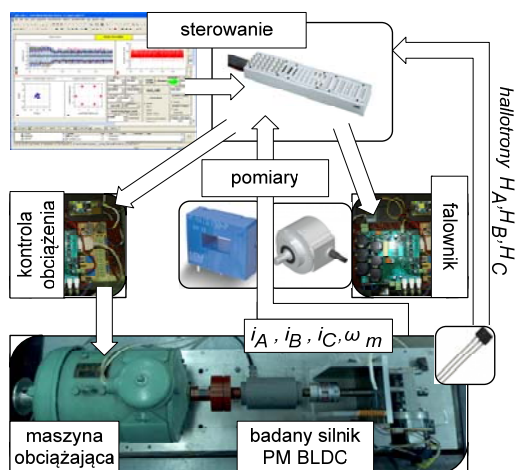 sterowanie
pomiary
kontrola
obciążenia
falownik
hallotrony H_A, H_B, H_C
i_A, i_B, i_C, ω_m
maszyna
obciążająca
badany silnik
PM BLDC